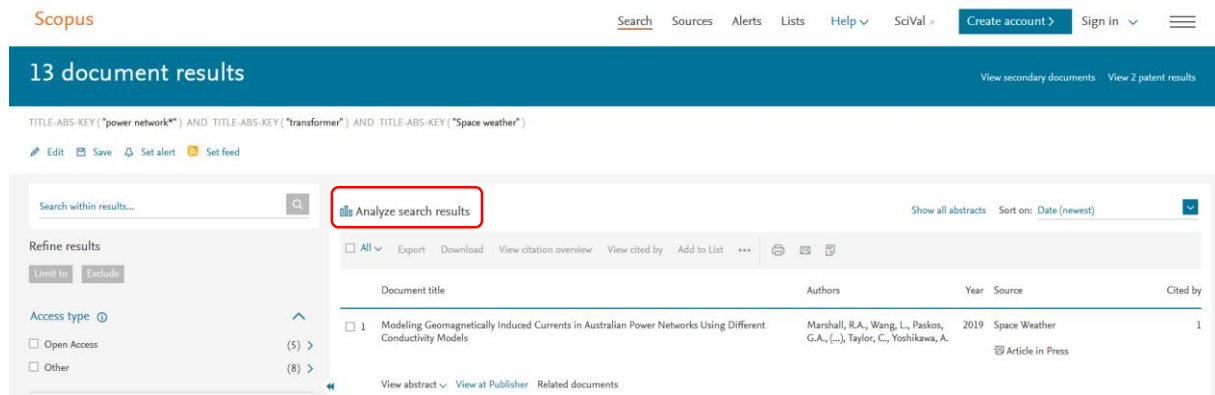 Scopus
Search Sources Alerts Lists Help SciVal Create account Sign in
13 document results
View secondary documents View 2 patent results
TITLE-ABS-KEY ( "power network*" ) AND TITLE-ABS-KEY ( "transformer" ) AND TITLE-ABS-KEY ( "Space weather" )
Edit Save Set alert Set feed
Search within results...
Analyze search results
Show all abstracts Sort on: Date (newest)
Refine results
All Export Download View citation overview View cited by Add to List •••
Limit to Exclude
Document title Authors Year Source Cited by
Access type
1 Modeling Geomagnetically Induced Currents in Australian Power Networks Using Different Conductivity Models
Marshall, R.A., Wang, L., Paskos,
G.A., (...), Taylor, C., Yoshikawa, A.
2019 Space Weather 1
Article in Press
Open Access (5)
Other (8)
View abstract View at Publisher Related documents